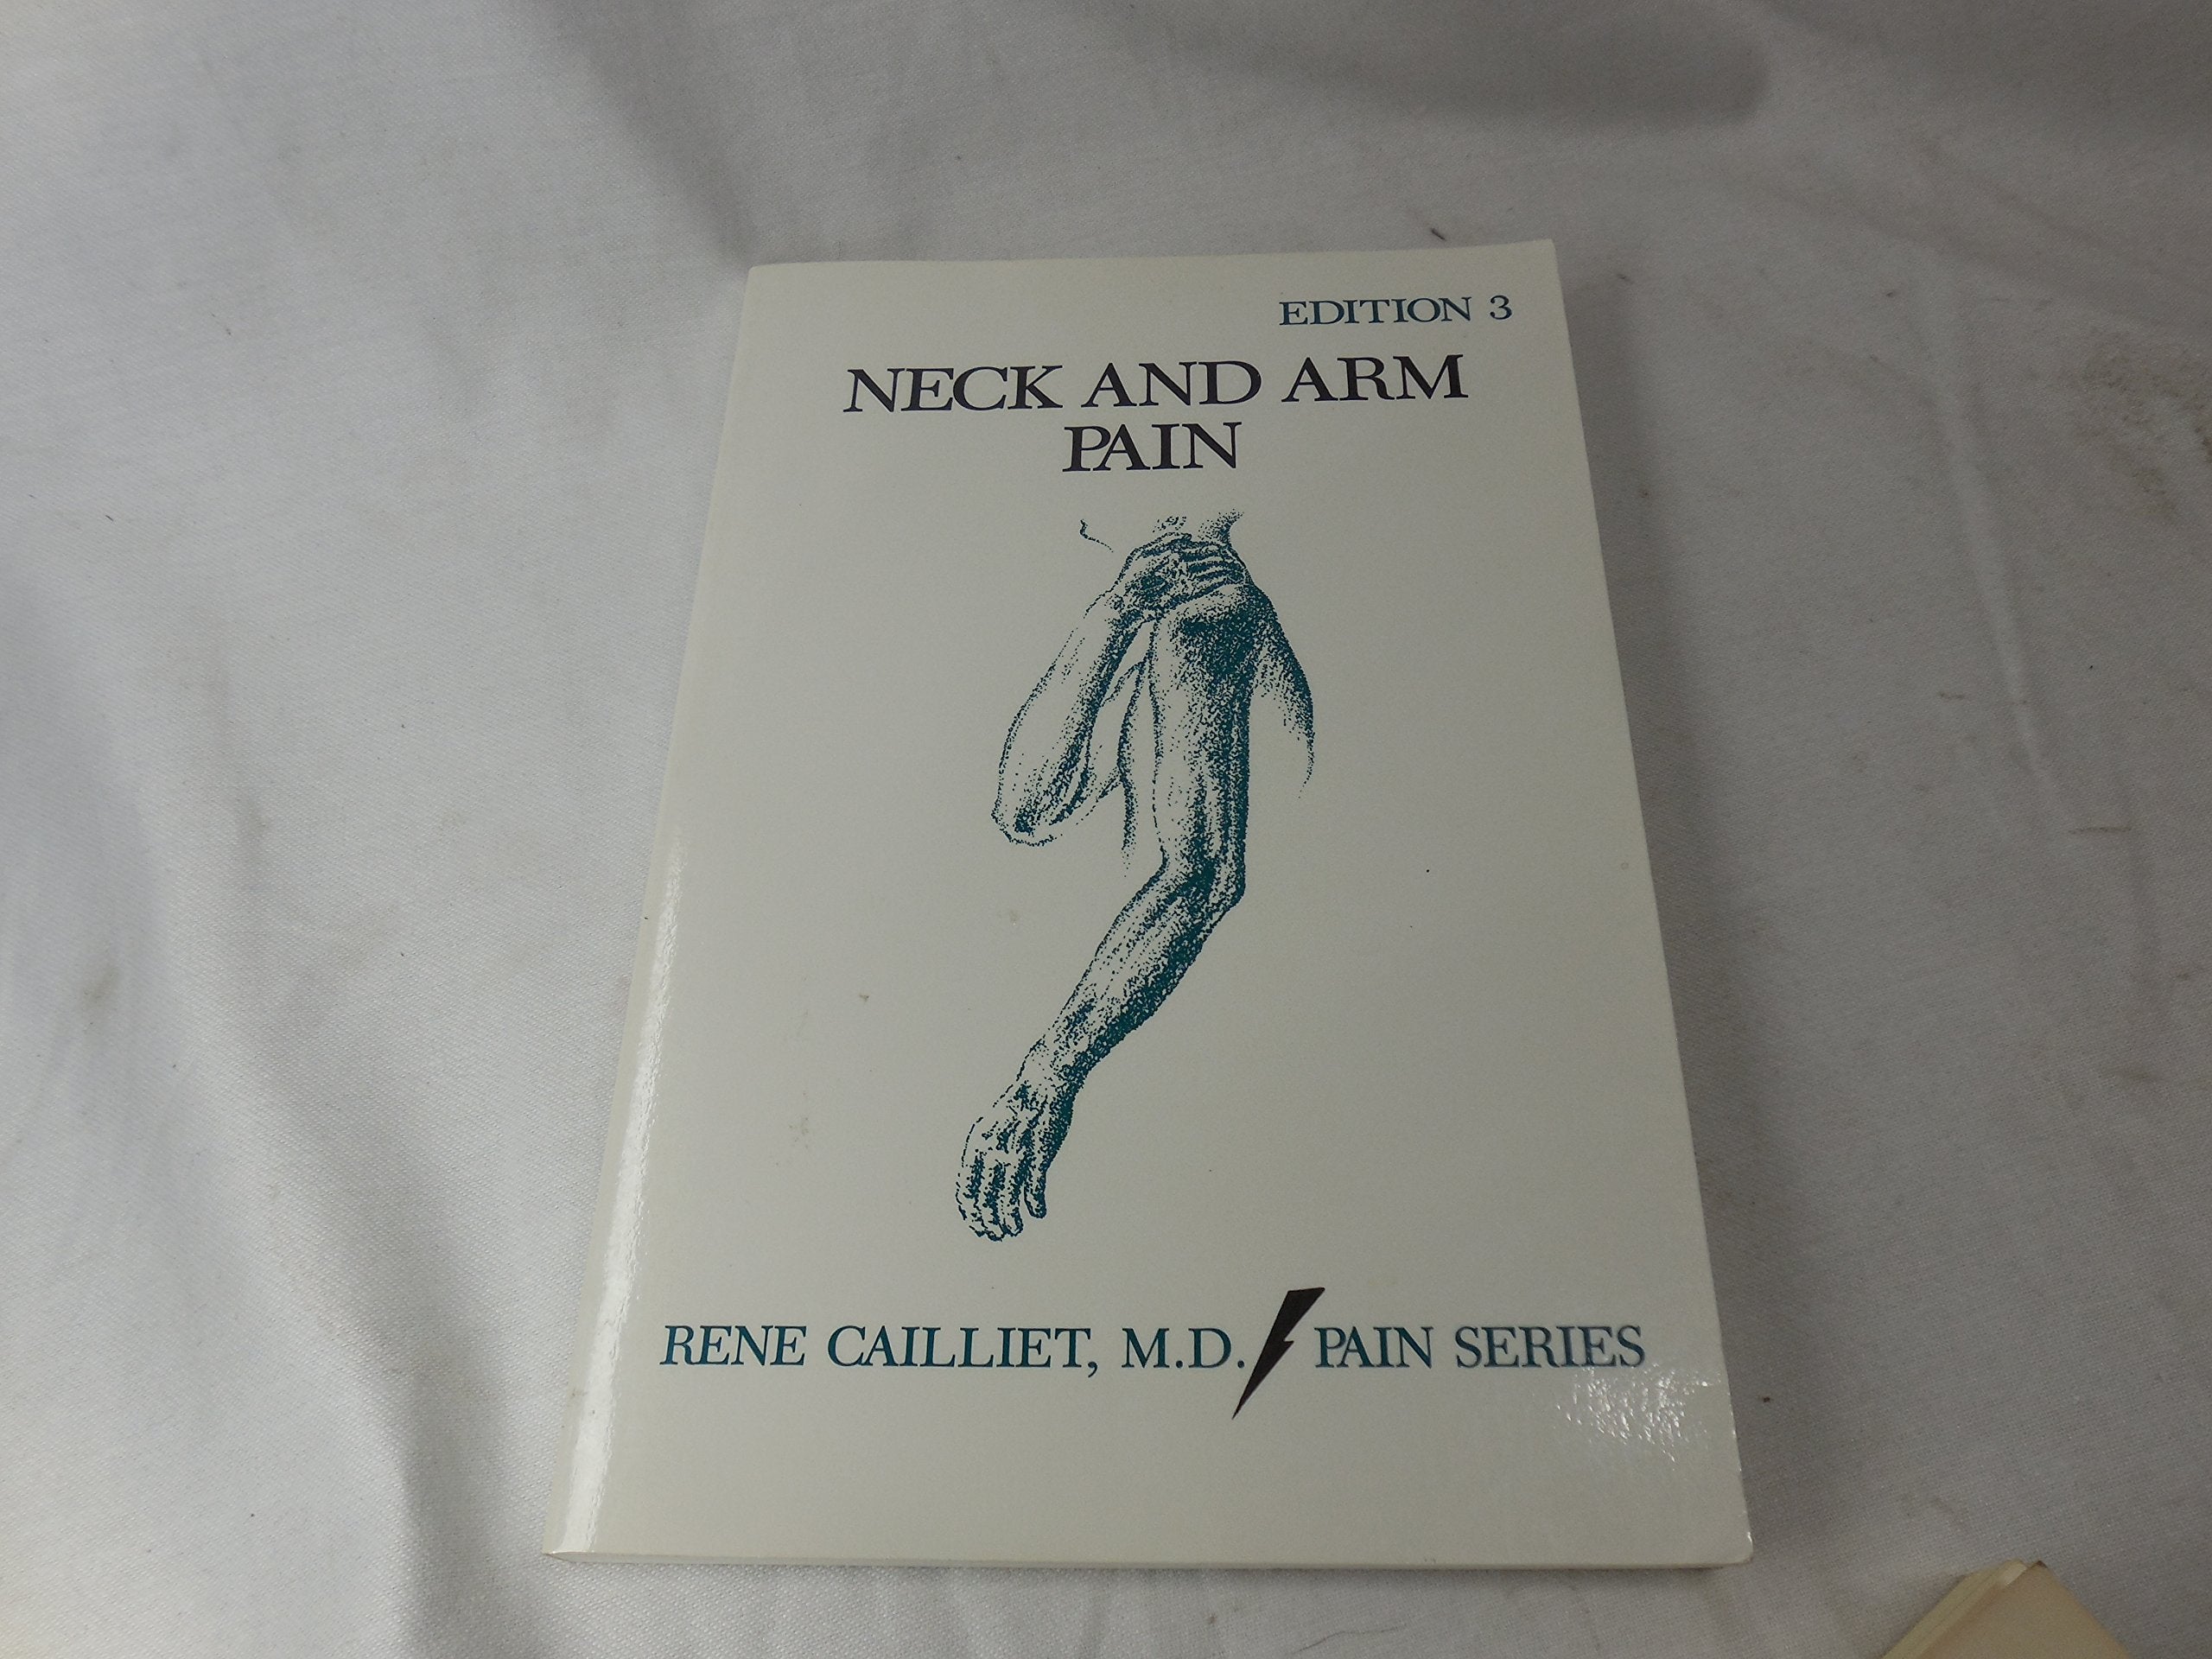 EDITION 3
NECK AND ARM
PAIN
RENE CAILLIET, M.D. PAIN SERIES